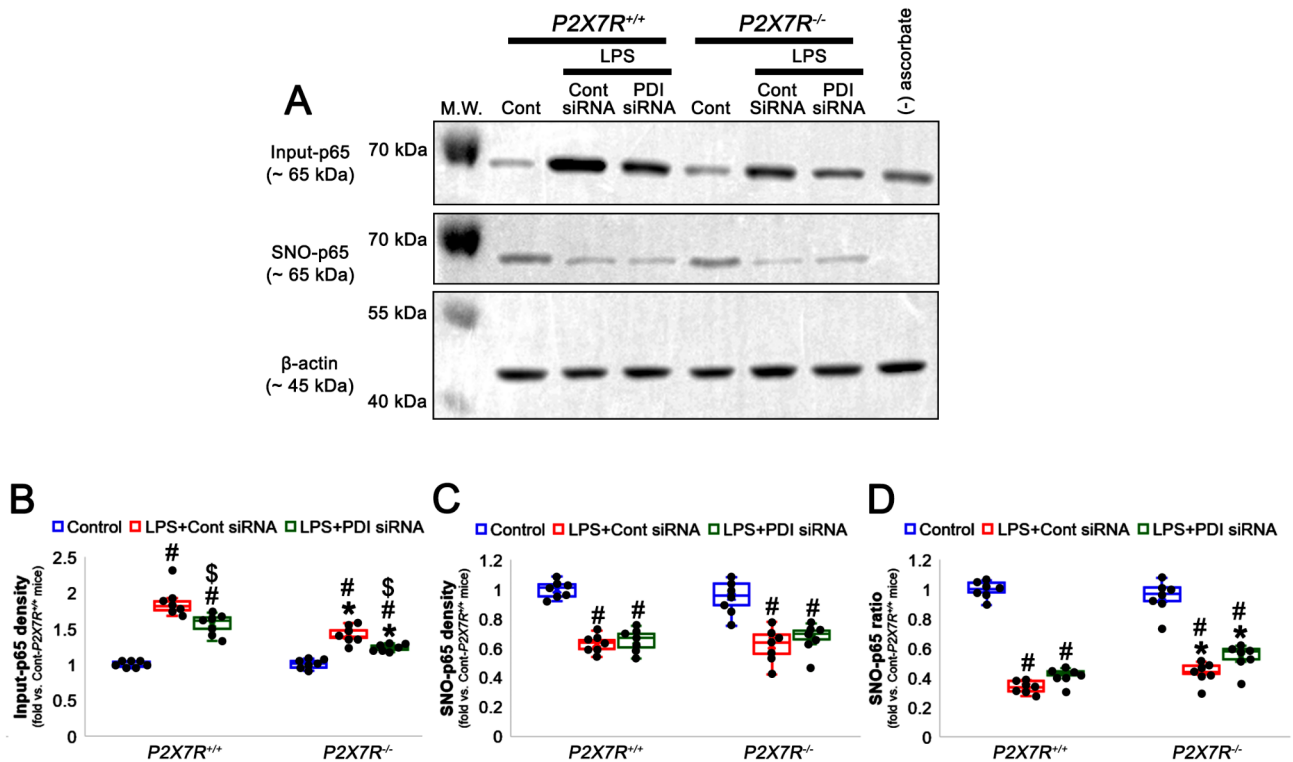 P2X7R+/+ P2X7R-/-
LPS LPS
(-) ascorbate
A
M.W. Cont Cont siRNA PDI siRNA Cont Cont SiRNA PDI siRNA
Input-p65
(~ 65 kDa)
70 kDa
SNO-p65
(~ 65 kDa)
70 kDa
55 kDa
β-actin
(~ 45 kDa)
40 kDa
B
Control LPS+Cont siRNA LPS+PDI siRNA
Input-p65 density
(fold vs. Cont-P2X7R+/+ mice)
2.5
2
1.5
1
0.5
0
#
$
#
#
*
$
#
*
P2X7R+/+ P2X7R-/-
C
Control LPS+Cont siRNA LPS+PDI siRNA
SNO-p65 density
(fold vs. Cont-P2X7R+/+ mice)
1.2
1
0.8
0.6
0.4
0.2
0
# #
# #
P2X7R+/+ P2X7R-/-
D
Control LPS+Cont siRNA LPS+PDI siRNA
SNO-p65 ratio
(fold vs. Cont-P2X7R+/+ mice)
1.2
1
0.8
0.6
0.4
0.2
0
# #
#
*
#
*
P2X7R+/+ P2X7R-/-